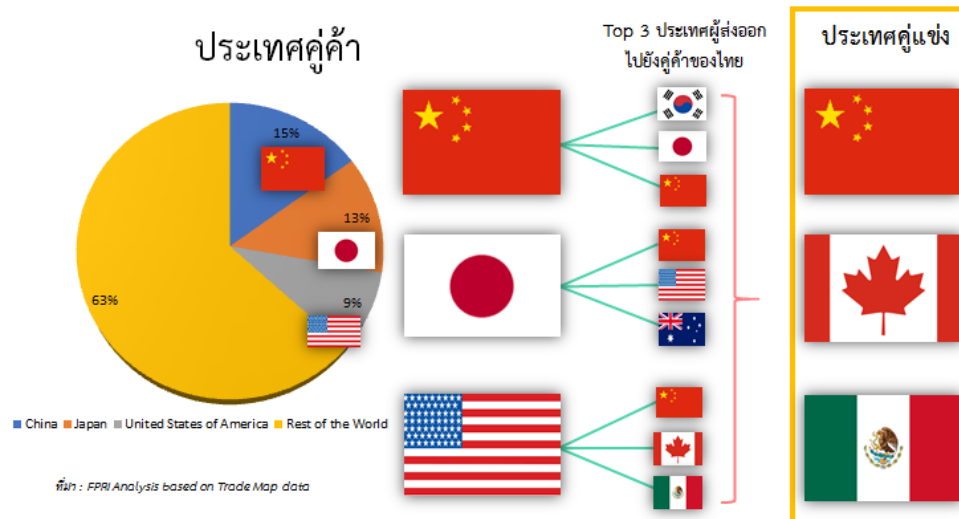 ประเทศคู่ค้า
15%
13%
9%
63%
China Japan United States of America Rest of the World
ที่มา : FPRI Analysis based on Trade Map data
Top 3 ประเทศผู้ส่งออก
ไปยังคู่ค้าของไทย
ประเทศคู่แข่ง